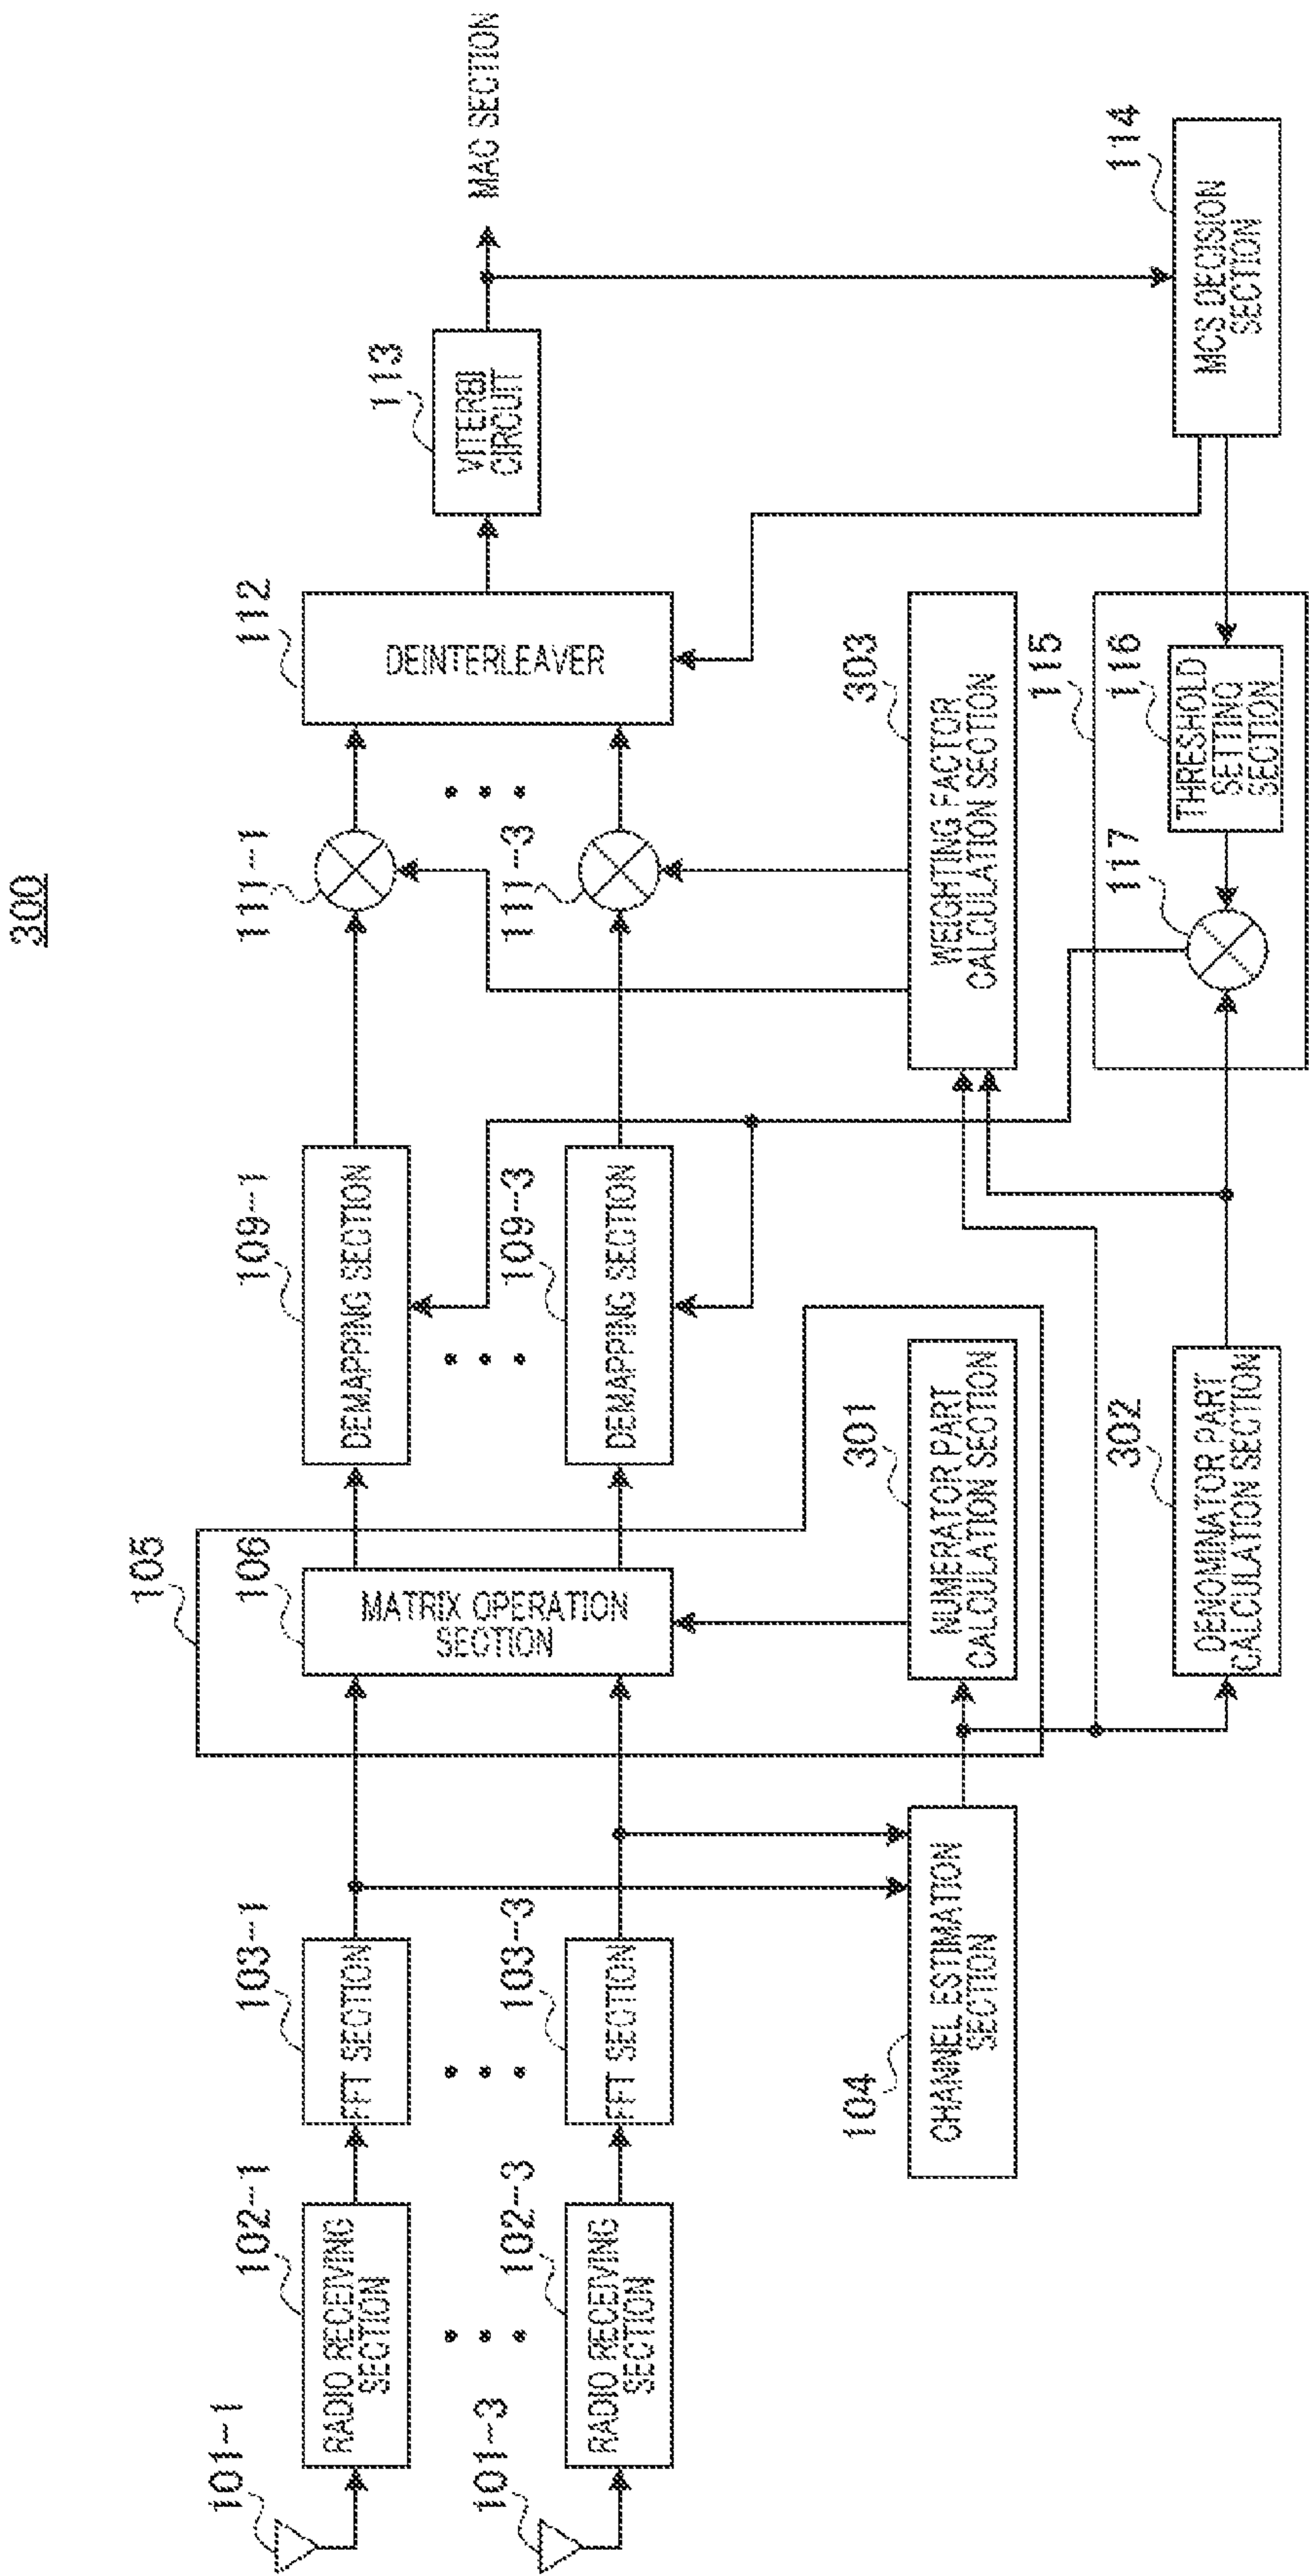 300
101-1
RADIO RECEIVING
SECTION
102-1
FFT SECTION
103-1
105
MATRIX OPERATION
SECTION
106
DEMAPPING SECTION
109-1
111-1
DEINTERLEAVER
112
VITERBI
CIRCUIT
113
MAC SECTION
101-3
RADIO RECEIVING
SECTION
102-3
FFT SECTION
103-3
DEMAPPING SECTION
109-3
111-3
CHANNEL ESTIMATION
SECTION
104
NUMERATOR PART
CALCULATION SECTION
301
WEIGHTING FACTOR
CALCULATION SECTION
303
DENOMINATOR PART
CALCULATION SECTION
302
115
117
THRESHOLD
SETTING
SECTION
116
MCS DECISION
SECTION
114